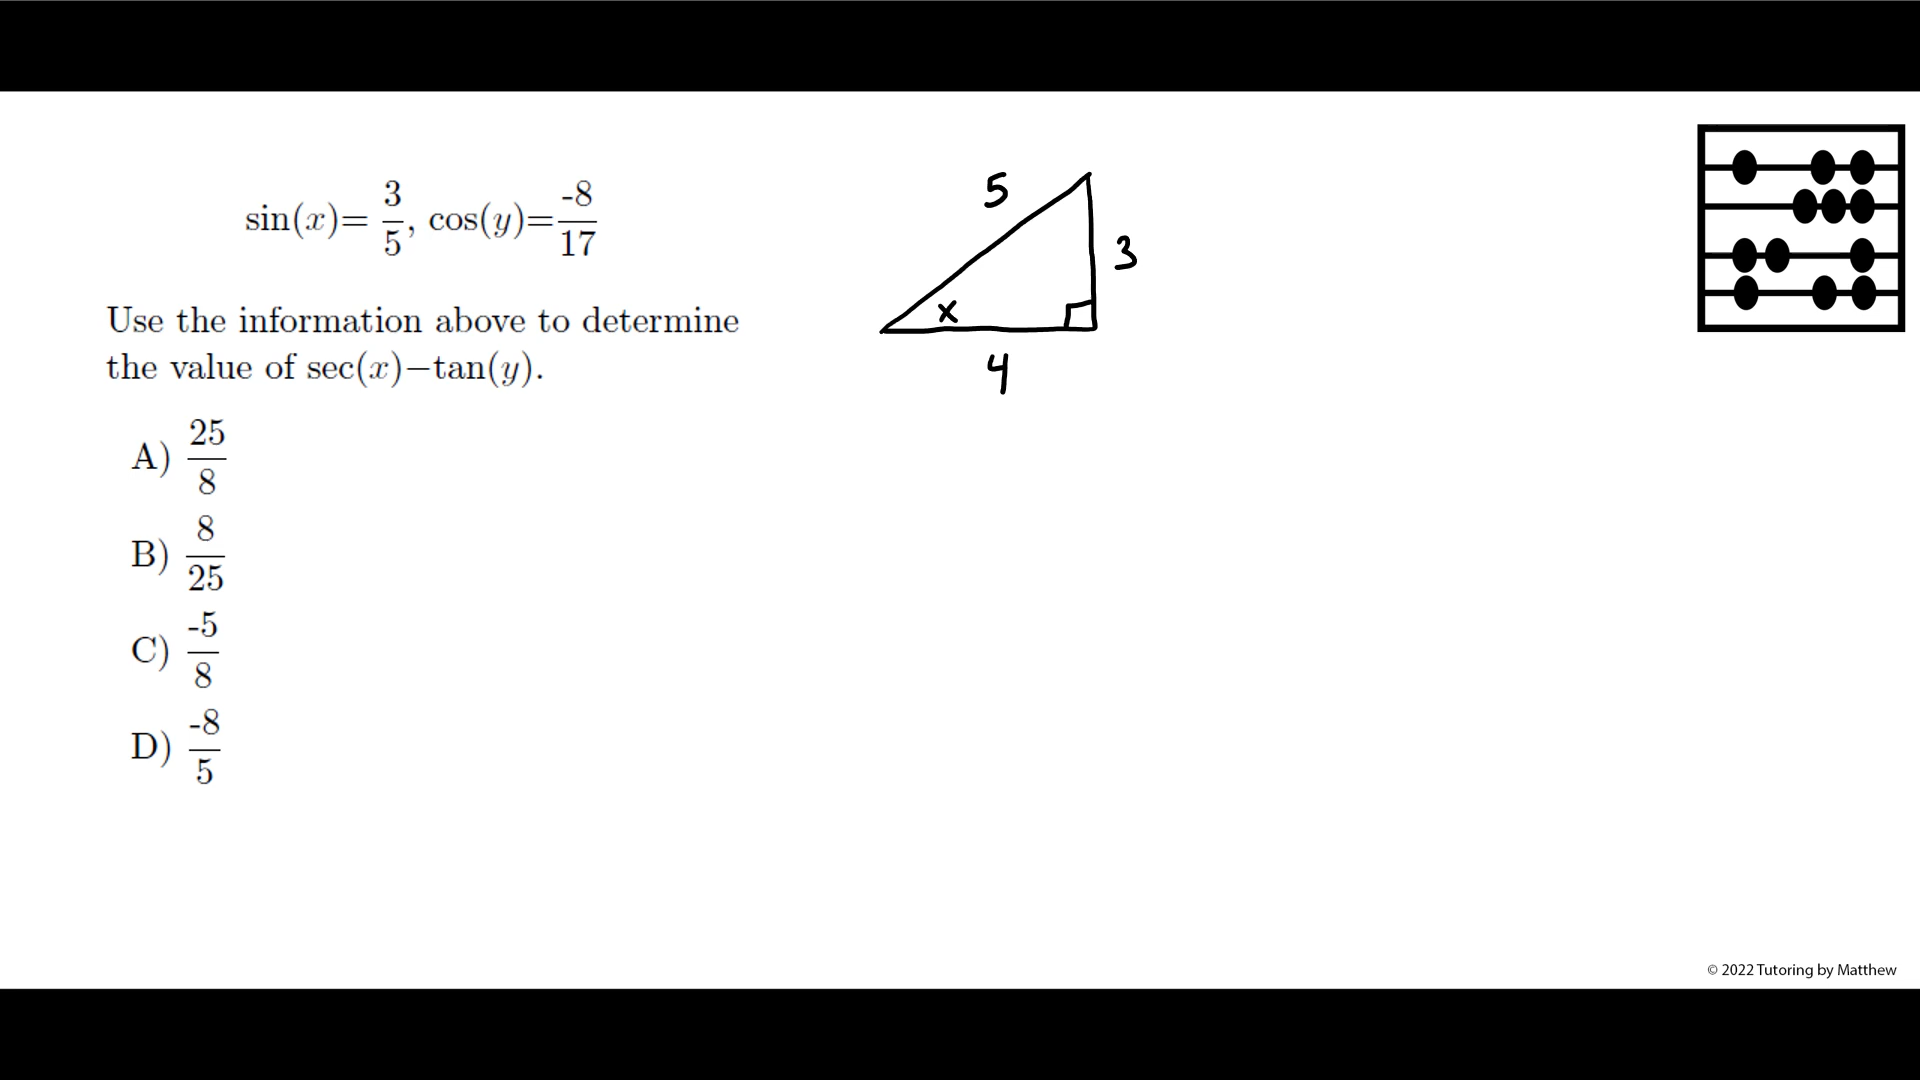 sin(x)= 3/5, cos(y)= -8/17
Use the information above to determine
the value of sec(x)−tan(y).
A) 25/8
B) 8/25
C) -5/8
D) -8/5
5
3
x
4
© 2022 Tutoring by Matthew